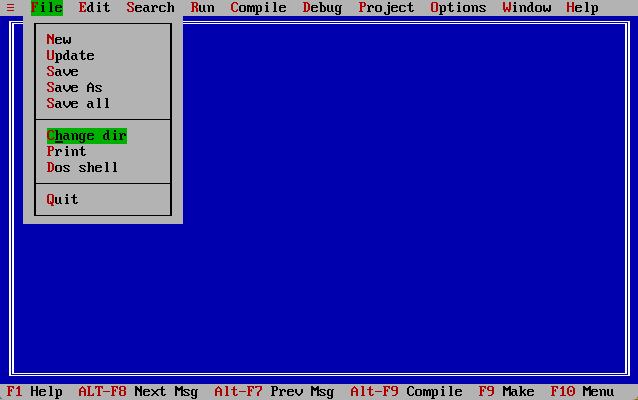 ≡ File Edit Search Run Compile Debug Project Options Window Help
New
Update
Save
Save As
Save all
Change dir
Print
Dos shell
Quit
F1 Help ALT-F8 Next Msg Alt-F7 Prev Msg Alt-F9 Compile F9 Make F10 Menu